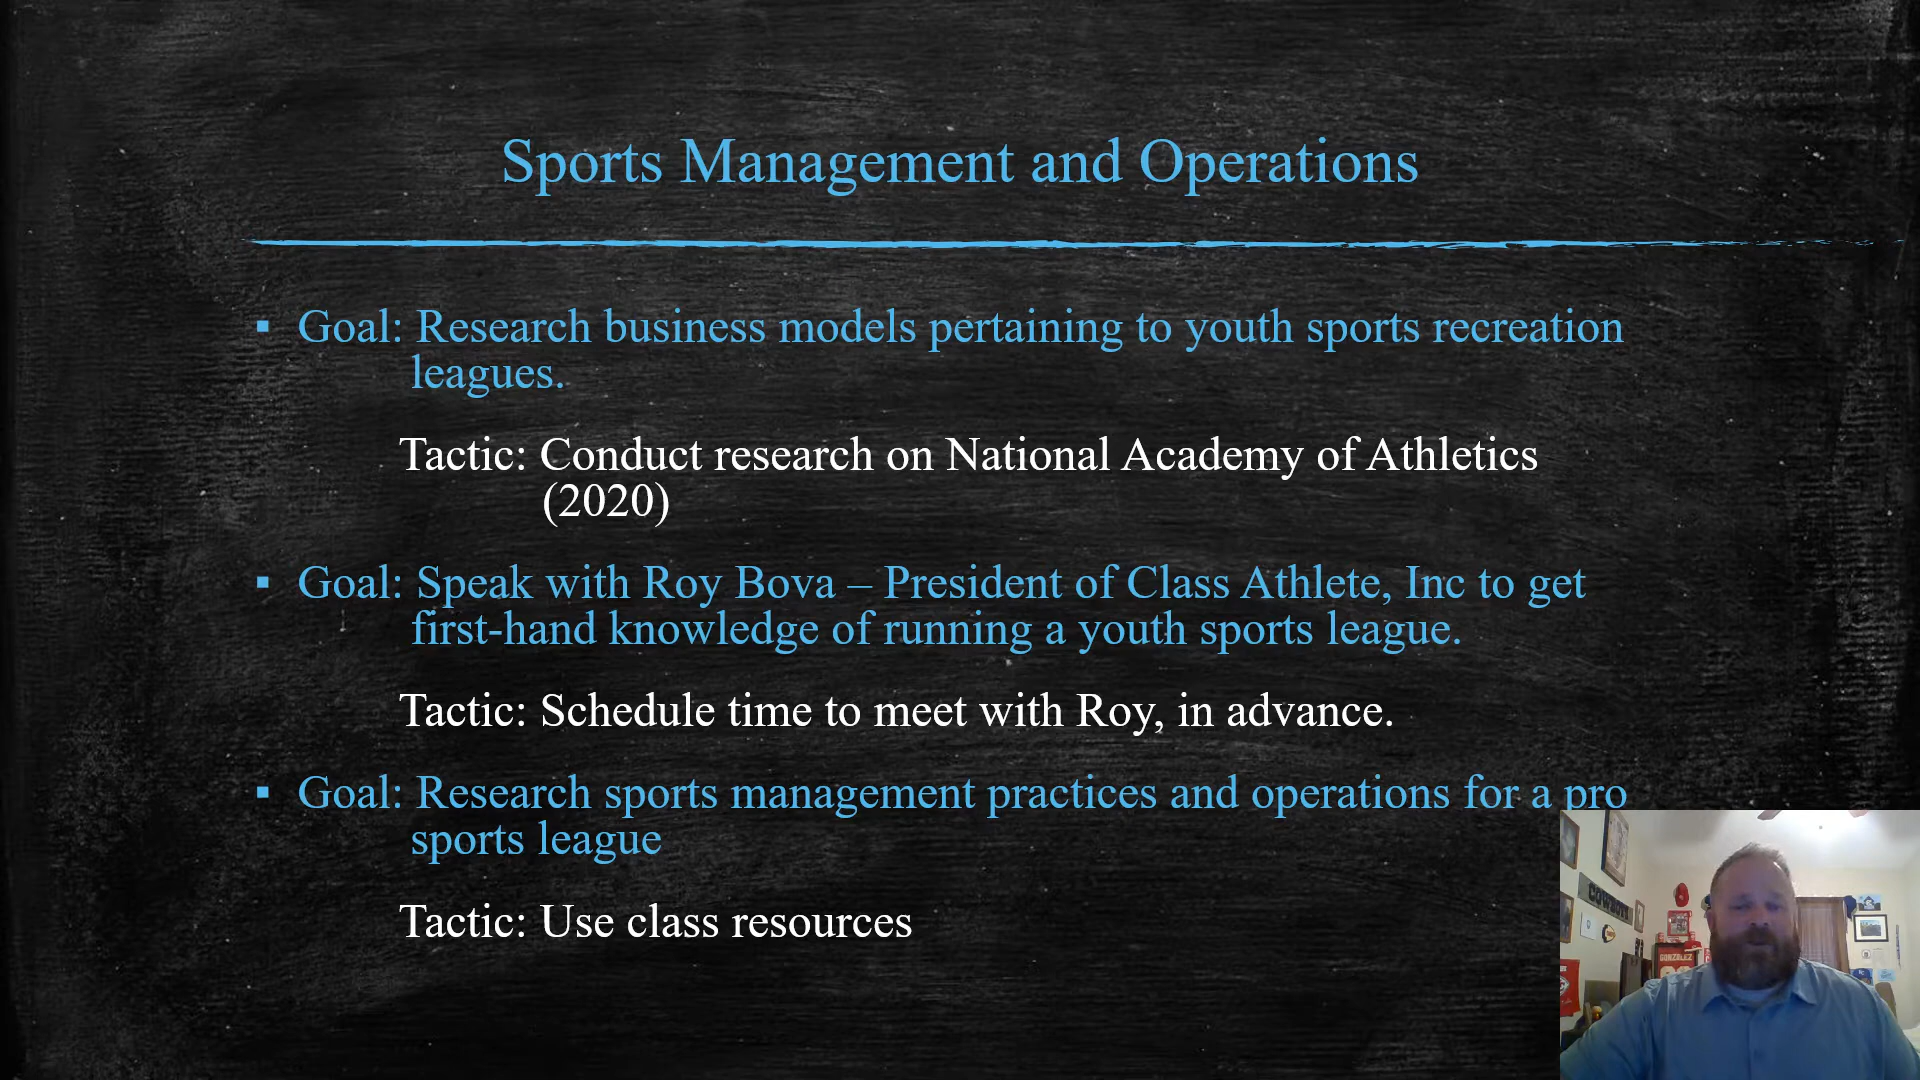 Sports Management and Operations
▪ Goal: Research business models pertaining to youth sports recreation
leagues.
Tactic: Conduct research on National Academy of Athletics
(2020)
▪ Goal: Speak with Roy Bova – President of Class Athlete, Inc to get
first-hand knowledge of running a youth sports league.
Tactic: Schedule time to meet with Roy, in advance.
▪ Goal: Research sports management practices and operations for a pro
sports league
Tactic: Use class resources
COWBOYS
GONZALEZ